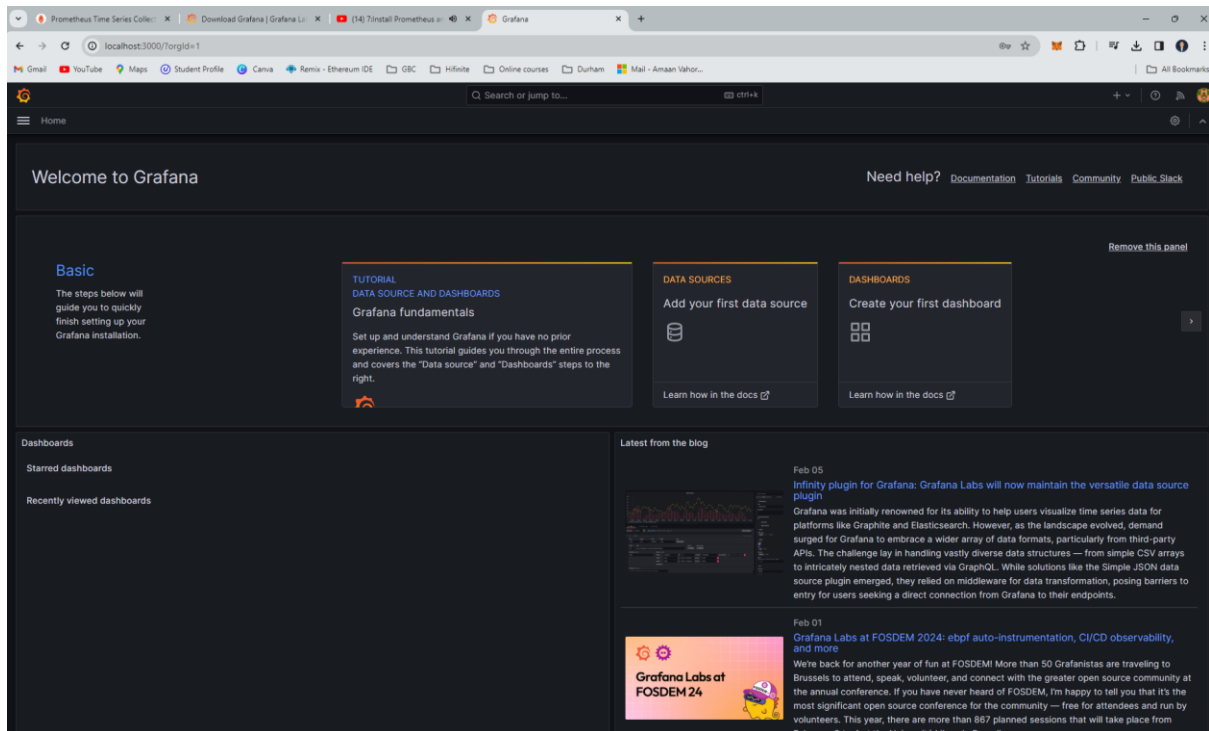 Prometheus Time Series Collect
Download Grafana | Grafana La
(14) 7|Install Prometheus an
Grafana
localhost:3000/?orgId=1
Gmail YouTube Maps Student Profile Canva Remix - Ethereum IDE GBC Hifinite Online courses Durham Mail - Amaan Vahor... All Bookmarks
Search or jump to... ctrl+k
Home
Welcome to Grafana
Need help? Documentation Tutorials Community Public Slack
Remove this panel
Basic
The steps below will
guide you to quickly
finish setting up your
Grafana installation.
TUTORIAL
DATA SOURCE AND DASHBOARDS
Grafana fundamentals
Set up and understand Grafana if you have no prior
experience. This tutorial guides you through the entire process
and covers the "Data source" and "Dashboards" steps to the
right.
DATA SOURCES
Add your first data source
Learn how in the docs
DASHBOARDS
Create your first dashboard
Learn how in the docs
Dashboards
Starred dashboards
Recently viewed dashboards
Latest from the blog
Feb 05
Infinity plugin for Grafana: Grafana Labs will now maintain the versatile data source
plugin
Grafana was initially renowned for its ability to help users visualize time series data for
platforms like Graphite and Elasticsearch. However, as the landscape evolved, demand
surged for Grafana to embrace a wider array of data formats, particularly from third-party
APIs. The challenge lay in handling vastly diverse data structures — from simple CSV arrays
to intricately nested data retrieved via GraphQL. While solutions like the Simple JSON data
source plugin emerged, they relied on middleware for data transformation, posing barriers to
entry for users seeking a direct connection from Grafana to their endpoints.
Feb 01
Grafana Labs at FOSDEM 2024: ebpf auto-instrumentation, CI/CD observability,
and more
Grafana Labs at
FOSDEM 24
We're back for another year of fun at FOSDEM! More than 50 Grafanistas are traveling to
Brussels to attend, speak, volunteer, and connect with the greater open source community at
the annual conference. If you have never heard of FOSDEM, I'm happy to tell you that it's the
most significant open source conference for the community — free for attendees and run by
volunteers. This year, there are more than 867 planned sessions that will take place from